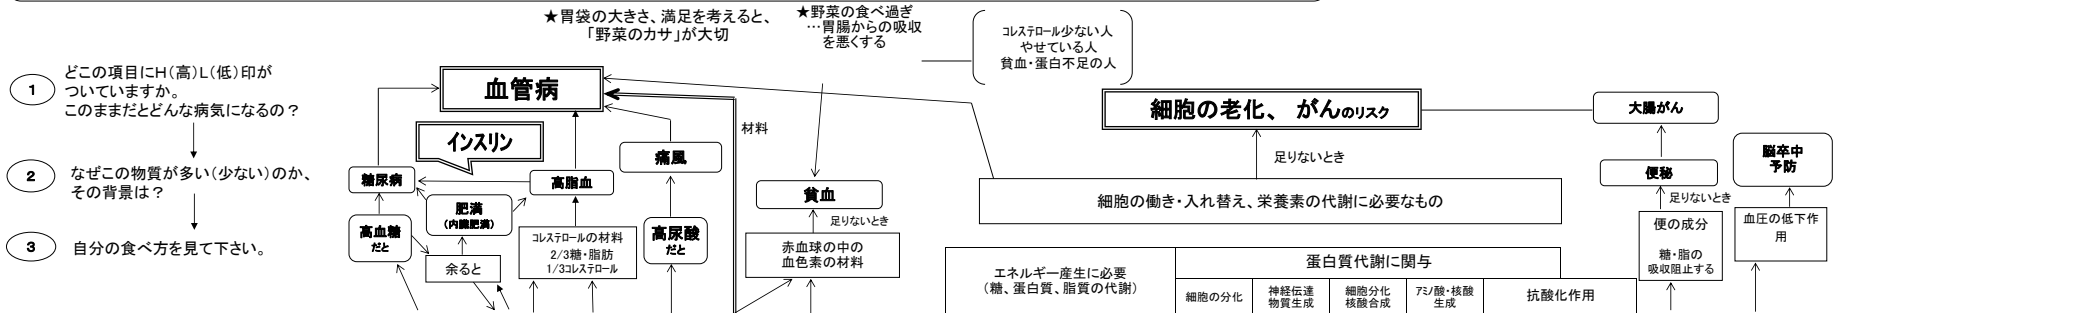 ★胃袋の大きさ、満足を考えると、
「野菜のカサ」が大切
★野菜の食べ過ぎ
…胃腸からの吸収
を悪くする
ｺﾚｽﾃﾛｰﾙ少ない人
やせている人
貧血・蛋白不足の人
1
どこの項目にH(高)L(低)印が
ついていますか。
このままだとどんな病気になるの？
2
なぜこの物質が多い(少ない)のか、
その背景は？
3
自分の食べ方を見て下さい。
血管病
インスリン
材料
痛風
糖尿病
高脂血
肥満
(内臓肥満)
高血糖
だと
余ると
ｺﾚｽﾃﾛｰﾙの材料
2/3糖・脂肪
1/3ｺﾚｽﾃﾛｰﾙ
高尿酸
だと
貧血
足りないとき
赤血球の中の
血色素の材料
細胞の老化、 がんのリスク
足りないとき
細胞の働き・入れ替え、栄養素の代謝に必要なもの
エネルギー産生に必要
(糖、蛋白質、脂質の代謝)
蛋白質代謝に関与
細胞の分化
神経伝達
物質生成
細胞分化
核酸合成
ｱﾐﾉ酸・核酸
生成
抗酸化作用
大腸がん
便秘
足りないとき
便の成分
糖・脂の
吸収阻止する
脳卒中
予防
血圧の低下作
用